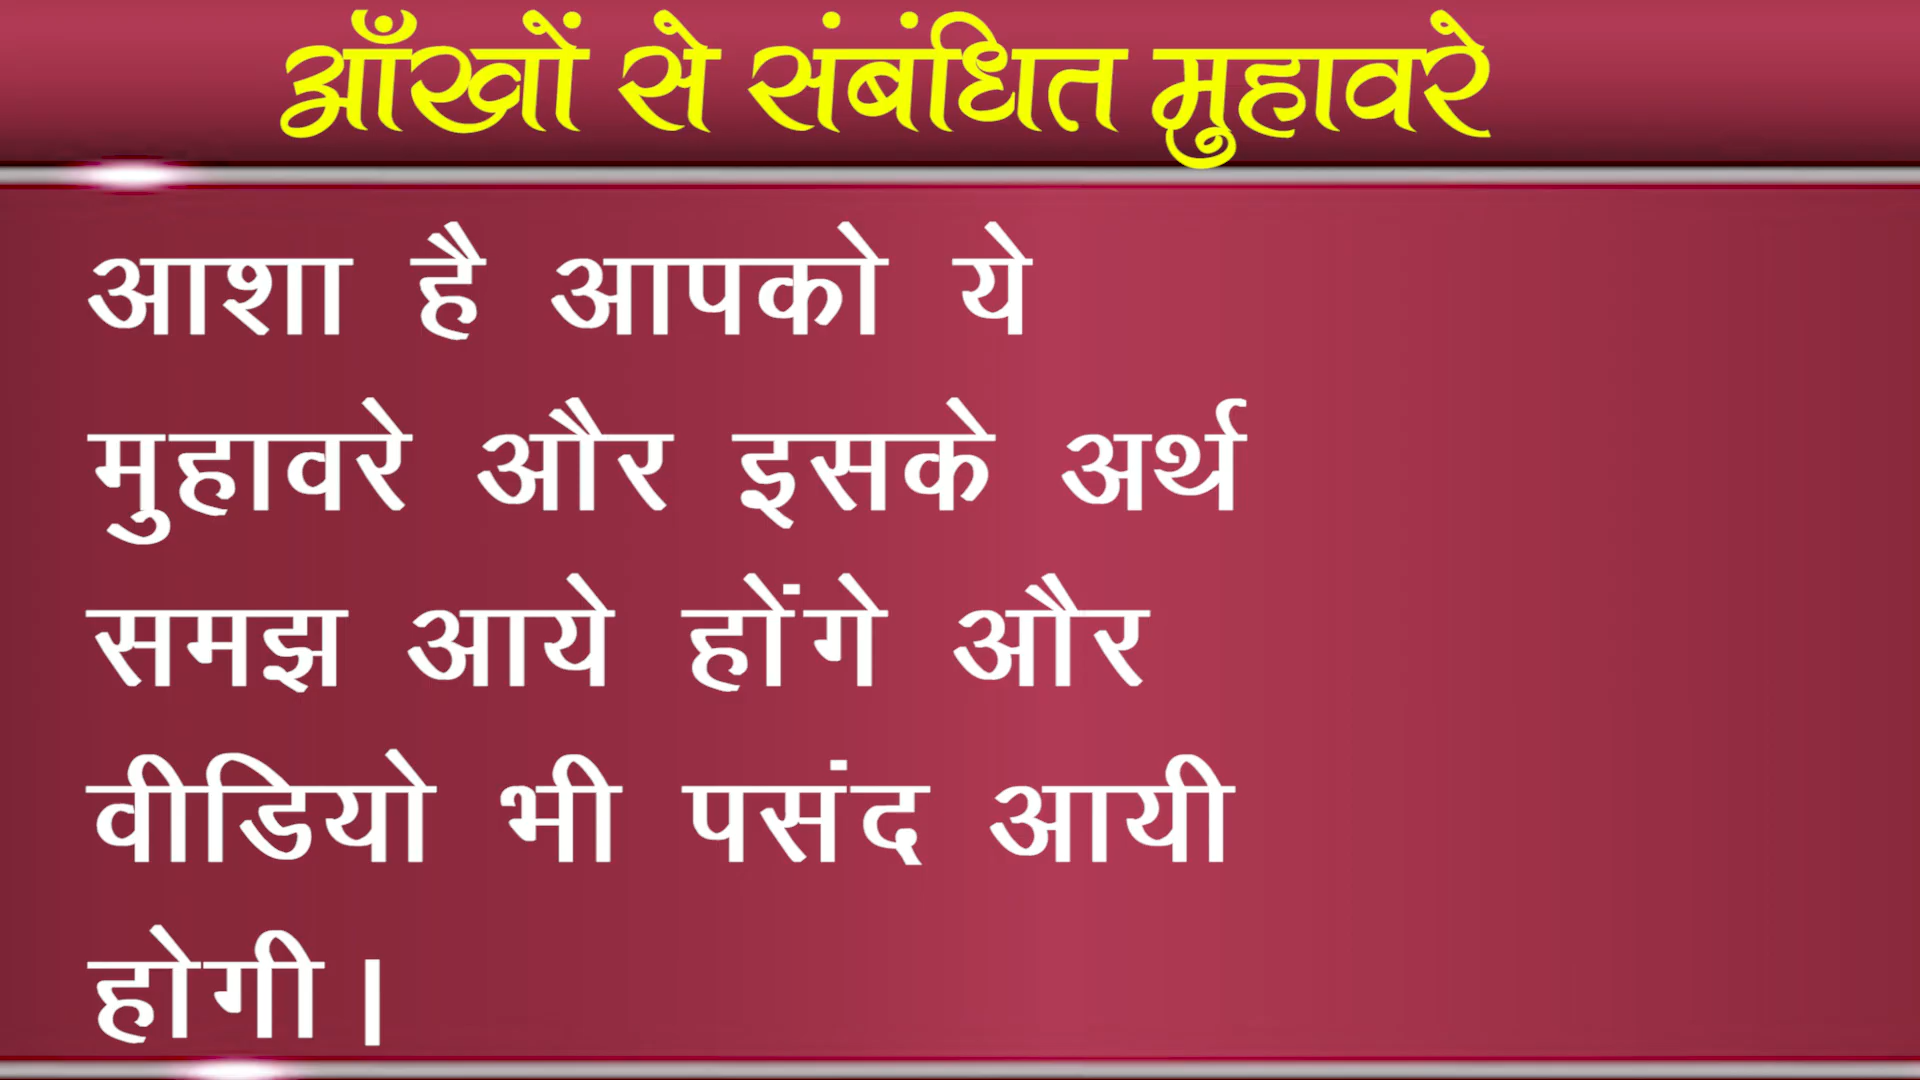 आँखों से संबंधित मुहावरे
आशा है आपको ये
मुहावरे और इसके अर्थ
समझ आये होंगे और
वीडियो भी पसंद आयी
होगी।